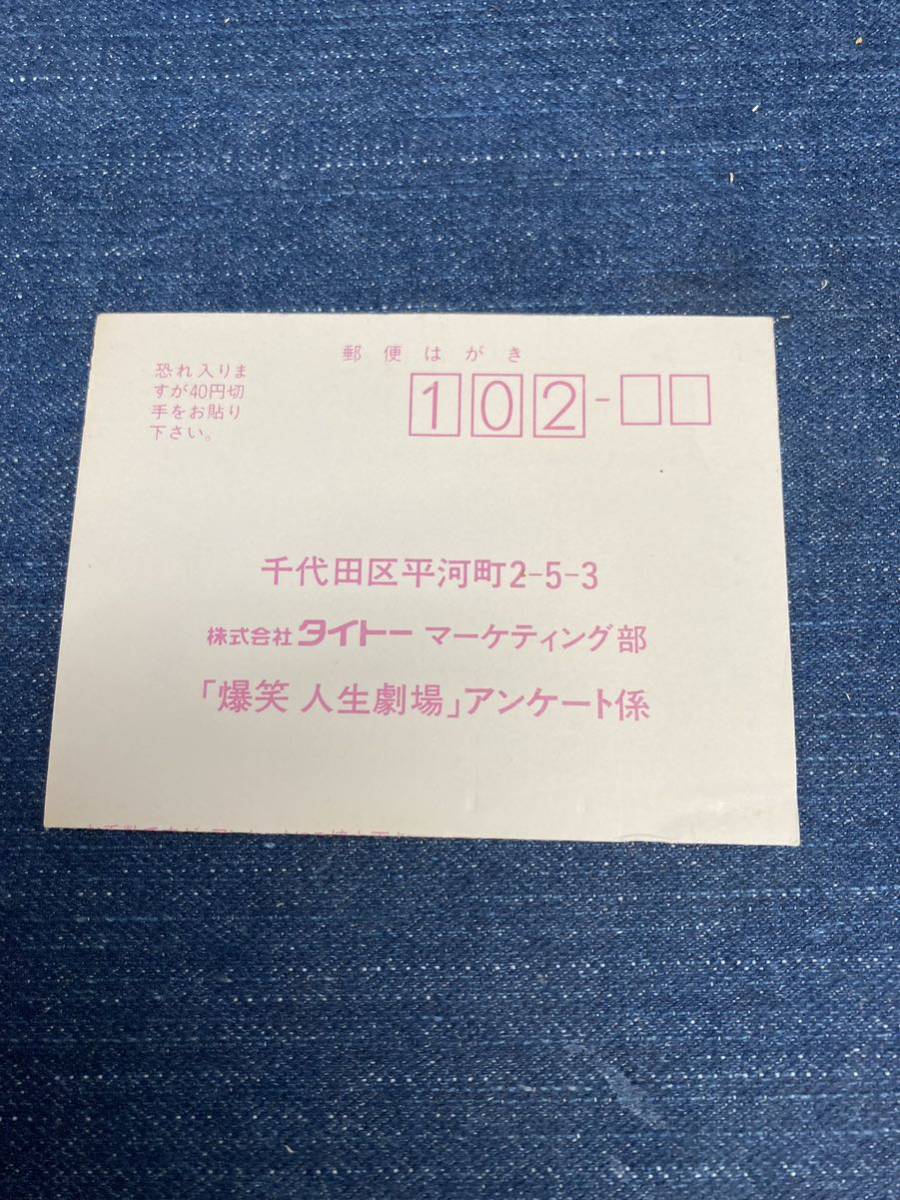 郵便はがき
恐れ入りま
すが40円切
手をお貼り
下さい。
102-
千代田区平河町2-5-3
株式会社 タイトー マーケティング部
「爆笑 人生劇場」アンケート係